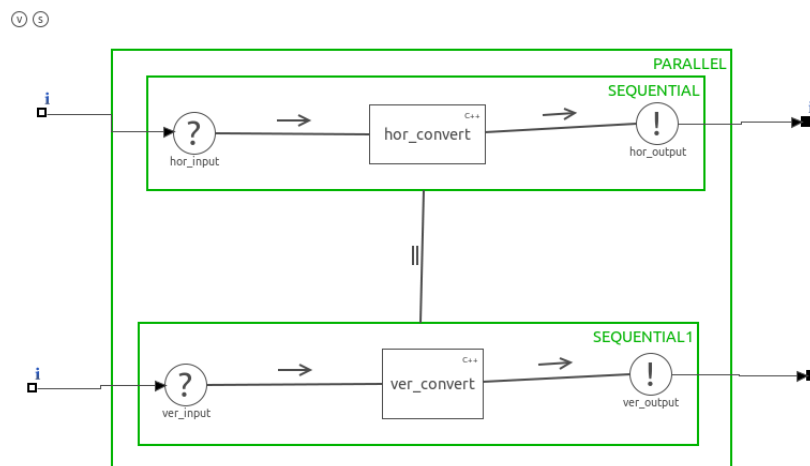 v s
PARALLEL
i
SEQUENTIAL
i
C++
?
hor_convert
!
hor_input
hor_output
||
SEQUENTIAL1
i
C++
?
ver_convert
!
ver_input
ver_output